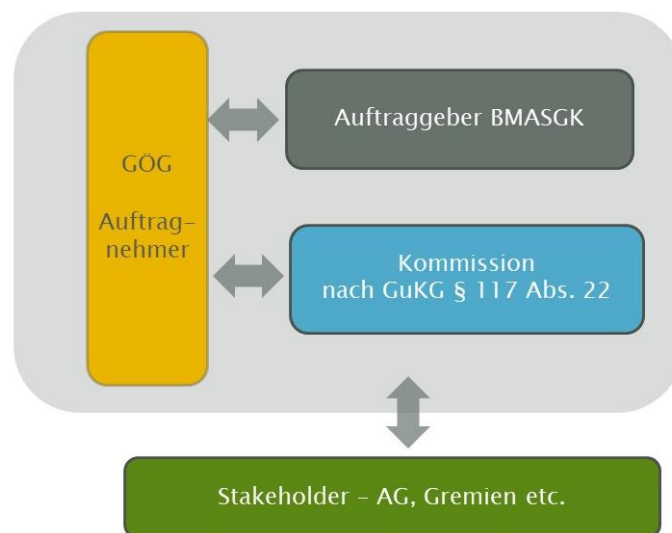 GÖG
Auftrag-
nehmer
Auftraggeber BMASGK
Kommission
nach GuKG § 117 Abs. 22
Stakeholder – AG, Gremien etc.